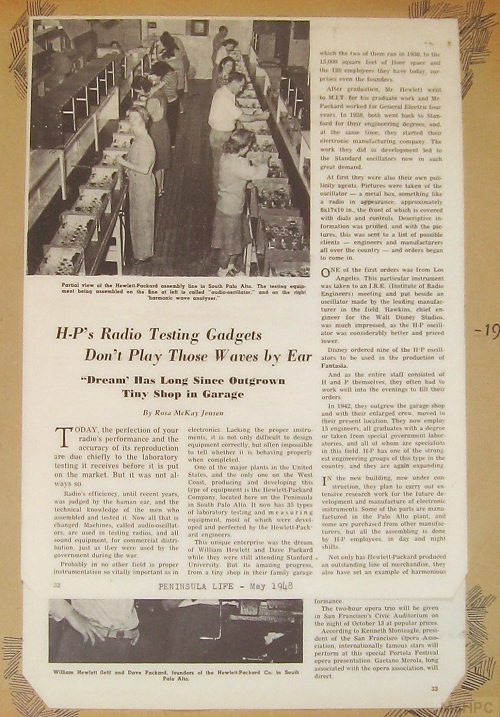 Partial view of the Hewlett-Packard assembly line in South Palo Alto. The testing equip-
ment being assembled on the line at left is called "audio-oscillator," and on the right
"harmonic wave analyzer."
H-P's Radio Testing Gadgets
Don't Play Those Waves by Ear
"Dream' Has Long Since Outgrown
Tiny Shop in Garage
By Rosa McKay Jensen
TODAY, the perfection of your
radio's performance and the
accuracy of its reproduction
are due chiefly to the laboratory
testing it receives before it is put
on the market. But it was not al-
ways so.
Radio's efficiency, until recent years,
was judged by the human ear, and the
technical knowledge of the men who
assembled and tested it. Now all that is
changed. Machines, called audio-oscillat-
ors, are used in testing radios, and all
sound equipment, for commercial distri-
bution, just as they were used by the
government during the war.
Probably in no other field is proper
instrumentation so vitally important as in
32
electronics. Lacking the proper instru-
ments, it is not only difficult to design
equipment correctly, but often impossible
to tell whether it is behaving properly
when completed.
One of the major plants in the United
States, and the only one on the West
Coast, producing and developing this
type of equipment is the Hewlett-Packard
Company, located here on the Peninsula
in South Palo Alto. It now has 35 types
of laboratory testing and measuring
equipment, most of which were devel-
oped and perfected by the Hewlett-Pack-
ard engineers.
This unique enterprise was the dream
of William Hewlett and Dave Packard
while they were still attending Stanford
University. But its amazing progress,
from a tiny shop in their family garage
PENINSULA LIFE - May 1948
which the two of them ran in 1939, to the
15,000 square feet of floor space and
the 130 employees they have today, sur-
prises even the founders.
After graduation, Mr. Hewlett went
to M.I.T. for his graduate work and Mr.
Packard worked for General Electric four
years. In 1938, both went back to Stan-
ford for their engineering degrees, and,
at the same time, they started their
electronic manufacturing company. The
work they did in development led to
the Standard oscillators now in such
great demand.
At first they were also their own pub-
licity agents. Pictures were taken of the
oscillator — a metal box, something like
a radio in appearance, approximately
8x17x10 in., the front of which is covered
with dials and controls. Descriptive in-
formation was printed, and with the pic-
tures, this was sent to a list of possible
clients — engineers and manufacturers
all over the country — and orders began
to come in.
ONE of the first orders was from Los
Angeles. This particular instrument
was taken to an I.R.E. (Institute of Radio
Engineers) meeting and put beside an
oscillator made by the leading manufac-
turer in the field. Hawkins, chief en-
gineer for the Walt Disney Studios,
was much impressed, as the H-P oscill-
ator was considerably better and priced
lower.
Disney ordered nine of the H-P oscill-
ators to be used in the production of
Fantasia.
And as the entire staff consisted of
H and P themselves, they often had to
work well into the evenings to fill their
orders.
In 1942, they outgrew the garage shop
and with their enlarged crew, moved to
their present location. They now employ
15 engineers, all graduates with a degree
or taken from special government labor-
atories, and all of whom are specialists
in this field. H-P has one of the strong-
est engineering groups of this type in the
country, and they are again expanding.
IN the new building, now under con-
struction, they plan to carry out ex-
tensive research work for the future de-
velopment and manufacture of electronic
instruments. Some of the parts are manu-
factured in the Palo Alto plant, and
some are purchased from other manufac-
turers, but all the assembling is done
by H-P employees, in day and night
shifts.
Not only has Hewlett-Packard produced
an outstanding line of merchandise, they
also have set an example of harmonious
-19
William Hewlett (left) and Dave Packard, founders of the Hewlett-Packard Co. in South
Palo Alto.
formance.
The two-hour opera trio will be given
in San Francisco's Civic Auditorium on
the night of October 13 at popular prices.
According to Kenneth Monteagle, presi-
dent of the San Francisco Opera Asso-
ciation, internationally famous stars will
perform at this special Portola Festival
opera presentation. Gaetano Merola, long
associated with the opera association, will
direct.
33
HPC